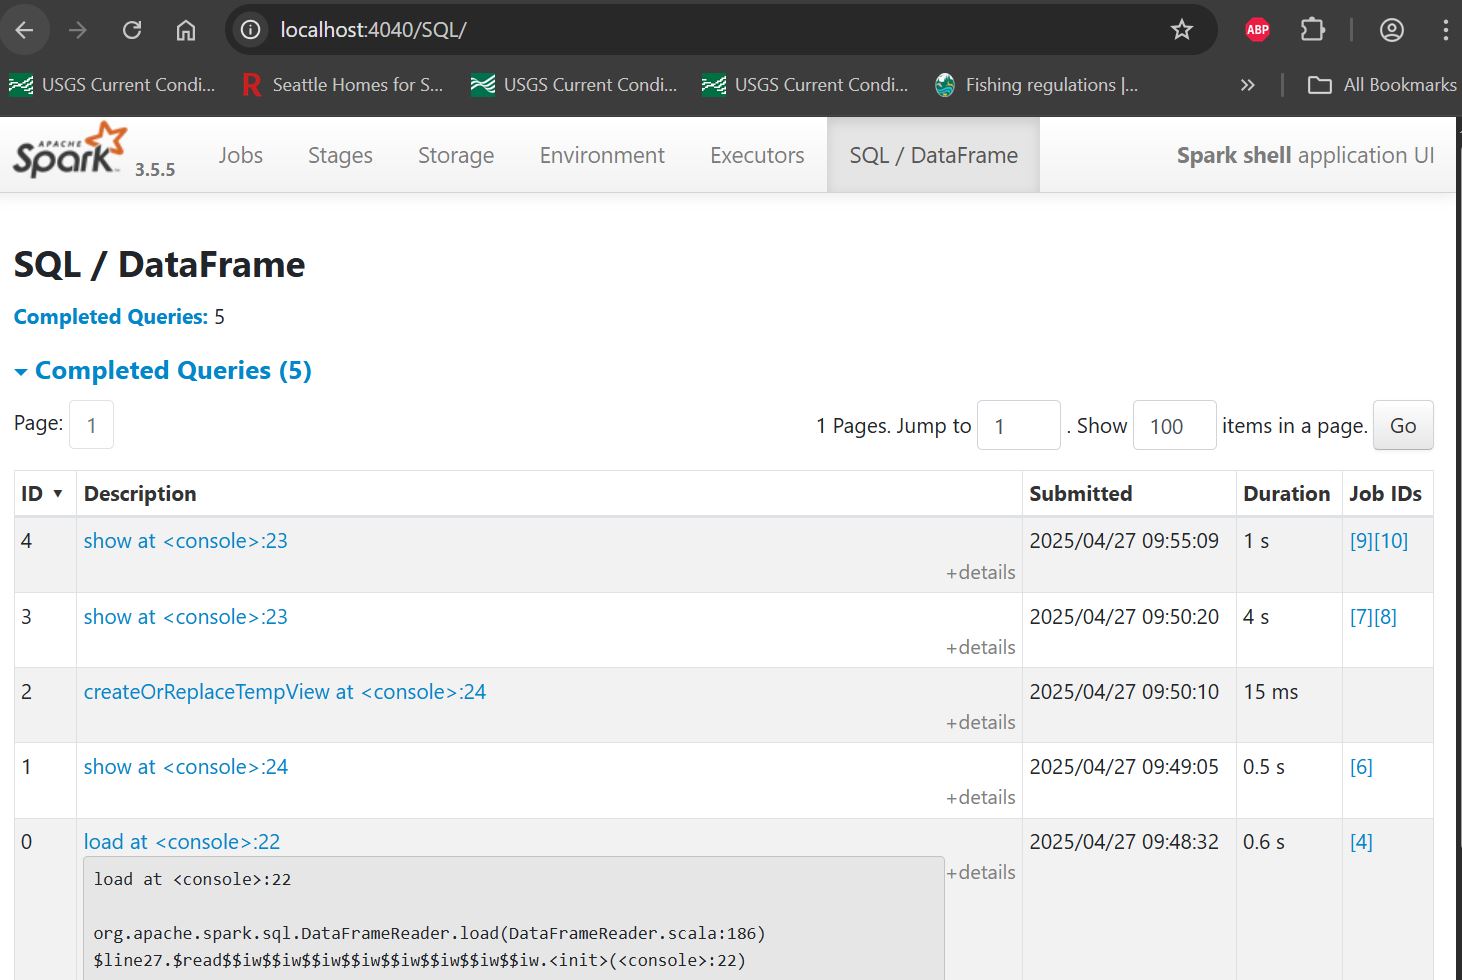 localhost:4040/SQL/
ABP
USGS Current Condi... Seattle Homes for S... USGS Current Condi... USGS Current Condi... Fishing regulations |... » All Bookmarks
APACHE Spark 3.5.5 Jobs Stages Storage Environment Executors SQL / DataFrame Spark shell application UI
SQL / DataFrame
Completed Queries: 5
Completed Queries (5)
Page: 1 1 Pages. Jump to 1 . Show 100 items in a page. Go
ID ▾ Description Submitted Duration Job IDs
4 show at <console>:23 2025/04/27 09:55:09 1 s [9][10]
+details
3 show at <console>:23 2025/04/27 09:50:20 4 s [7][8]
+details
2 createOrReplaceTempView at <console>:24 2025/04/27 09:50:10 15 ms
+details
1 show at <console>:24 2025/04/27 09:49:05 0.5 s [6]
+details
0 load at <console>:22 2025/04/27 09:48:32 0.6 s [4]
+details
load at <console>:22
org.apache.spark.sql.DataFrameReader.load(DataFrameReader.scala:186)
$line27.$read$$iw$$iw$$iw$$iw$$iw$$iw$$iw$$iw.<init>(<console>:22)